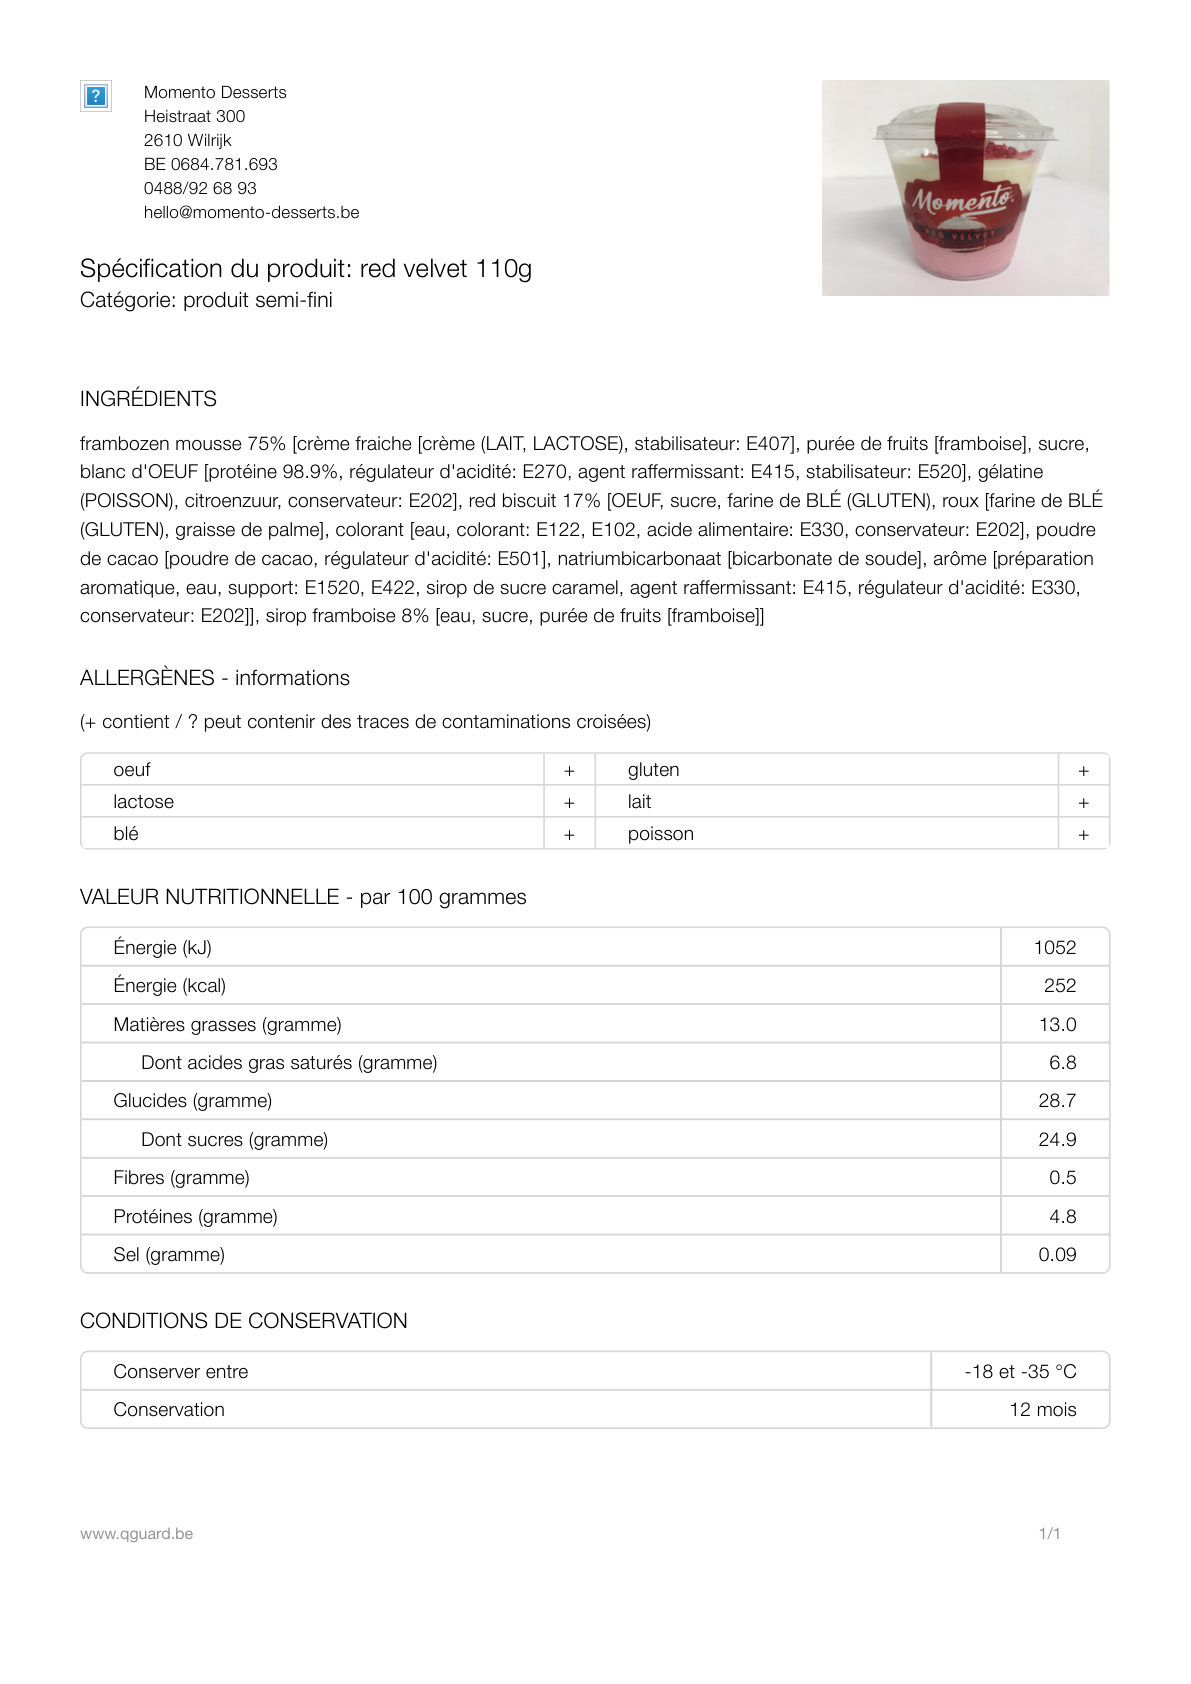 ?
Momento Desserts
Heistraat 300
2610 Wilrijk
BE 0684.781.693
0488/92 68 93
hello@momento-desserts.be
Momento.
RED VELVET
Spécification du produit: red velvet 110g
Catégorie: produit semi-fini
INGRÉDIENTS
frambozen mousse 75% [crème fraiche [crème (LAIT, LACTOSE), stabilisateur: E407], purée de fruits [framboise], sucre,
blanc d'OEUF [protéine 98.9%, régulateur d'acidité: E270, agent raffermissant: E415, stabilisateur: E520], gélatine
(POISSON), citroenzuur, conservateur: E202], red biscuit 17% [OEUF, sucre, farine de BLÉ (GLUTEN), roux [farine de BLÉ
(GLUTEN), graisse de palme], colorant [eau, colorant: E122, E102, acide alimentaire: E330, conservateur: E202], poudre
de cacao [poudre de cacao, régulateur d'acidité: E501], natriumbicarbonaat [bicarbonate de soude], arôme [préparation
aromatique, eau, support: E1520, E422, sirop de sucre caramel, agent raffermissant: E415, régulateur d'acidité: E330,
conservateur: E202]], sirop framboise 8% [eau, sucre, purée de fruits [framboise]]
ALLERGÈNES - informations
(+ contient / ? peut contenir des traces de contaminations croisées)
oeuf + gluten +
lactose + lait +
blé + poisson +
VALEUR NUTRITIONNELLE - par 100 grammes
Énergie (kJ) 1052
Énergie (kcal) 252
Matières grasses (gramme) 13.0
Dont acides gras saturés (gramme) 6.8
Glucides (gramme) 28.7
Dont sucres (gramme) 24.9
Fibres (gramme) 0.5
Protéines (gramme) 4.8
Sel (gramme) 0.09
CONDITIONS DE CONSERVATION
Conserver entre -18 et -35 °C
Conservation 12 mois
www.qguard.be 1/1